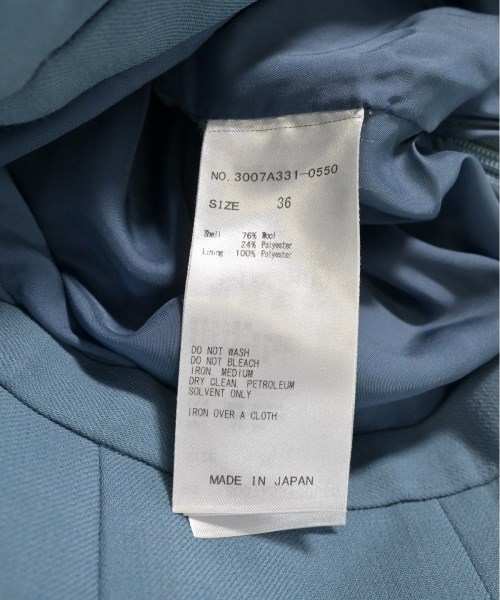 NO. 3007A331-0550
SIZE 36
Shell 76% Wool
24% Polyester
Lining 100% Polyester
DO NOT WASH
DO NOT BLEACH
IRON. MEDIUM
DRY CLEAN. PETROLEUM
SOLVENT ONLY
IRON OVER A CLOTH
MADE IN JAPAN